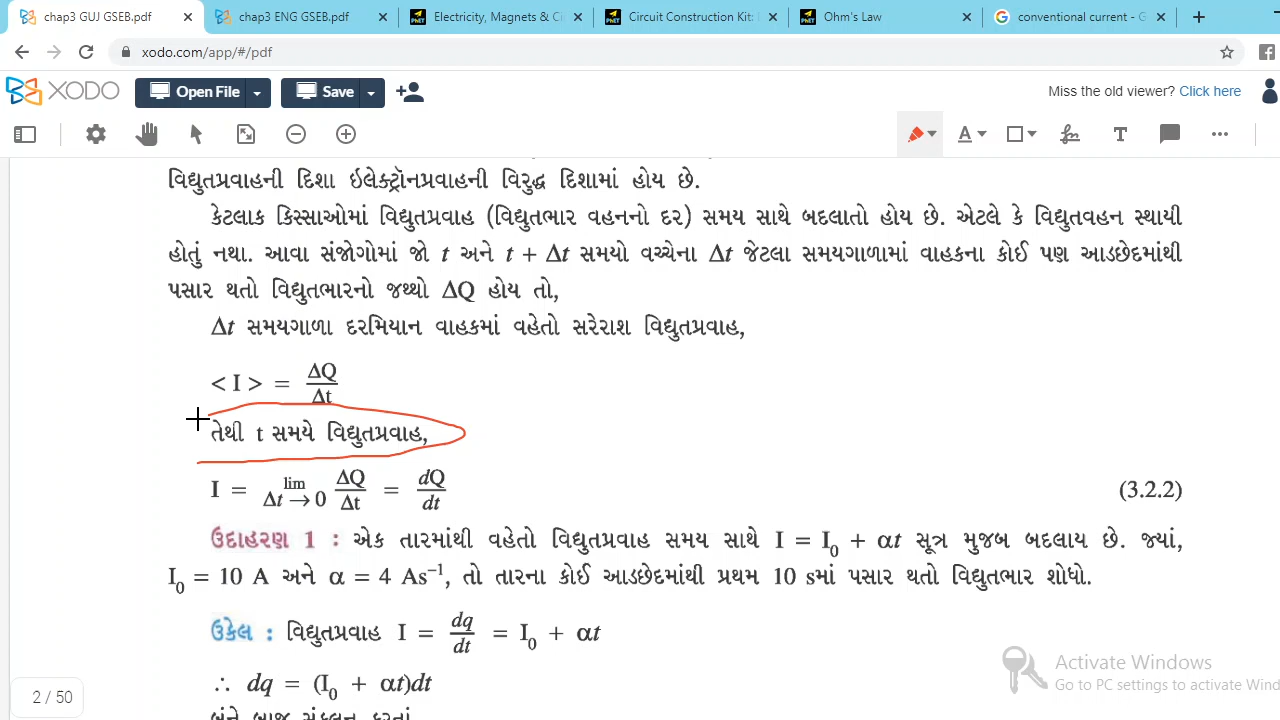 chap3 GUJ GSEB.pdf × chap3 ENG GSEB.pdf × Electricity, Magnets & Ci × Circuit Construction Kit: × Ohm's Law × conventional current - G × +
xodo.com/app/#/pdf
XODO Open File Save Miss the old viewer? Click here
વિદ્યુતપ્રવાહની દિશા ઇલેક્ટ્રૉનપ્રવાહની વિરુદ્ધ દિશામાં હોય છે.
કેટલાક કિસ્સાઓમાં વિદ્યુતપ્રવાહ (વિદ્યુતભાર વહનનો દર) સમય સાથે બદલાતો હોય છે. એટલે કે વિદ્યુતવહન સ્થાયી
હોતું નથી. આવા સંજોગોમાં જો t અને t + Δt સમયો વચ્ચેના Δt જેટલા સમયગાળામાં વાહકના કોઈ પણ આડછેદમાંથી
પસાર થતો વિદ્યુતભારનો જથ્થો ΔQ હોય તો,
Δt સમયગાળા દરમિયાન વાહકમાં વહેતો સરેરાશ વિદ્યુતપ્રવાહ,
< I > = ΔQ/Δt
તેથી t સમયે વિદ્યુતપ્રવાહ,
I = lim Δt → 0 ΔQ/Δt = dQ/dt (3.2.2)
ઉદાહરણ 1 : એક તારમાંથી વહેતો વિદ્યુતપ્રવાહ સમય સાથે I = I₀ + αt સૂત્ર મુજબ બદલાય છે. જ્યાં,
I₀ = 10 A અને α = 4 As⁻¹, તો તારના કોઈ આડછેદમાંથી પ્રથમ 10 sમાં પસાર થતો વિદ્યુતભાર શોધો.
ઉકેલ : વિદ્યુતપ્રવાહ I = dq/dt = I₀ + αt
∴ dq = (I₀ + αt)dt
2 / 50
Activate Windows
Go to PC settings to activate Wind